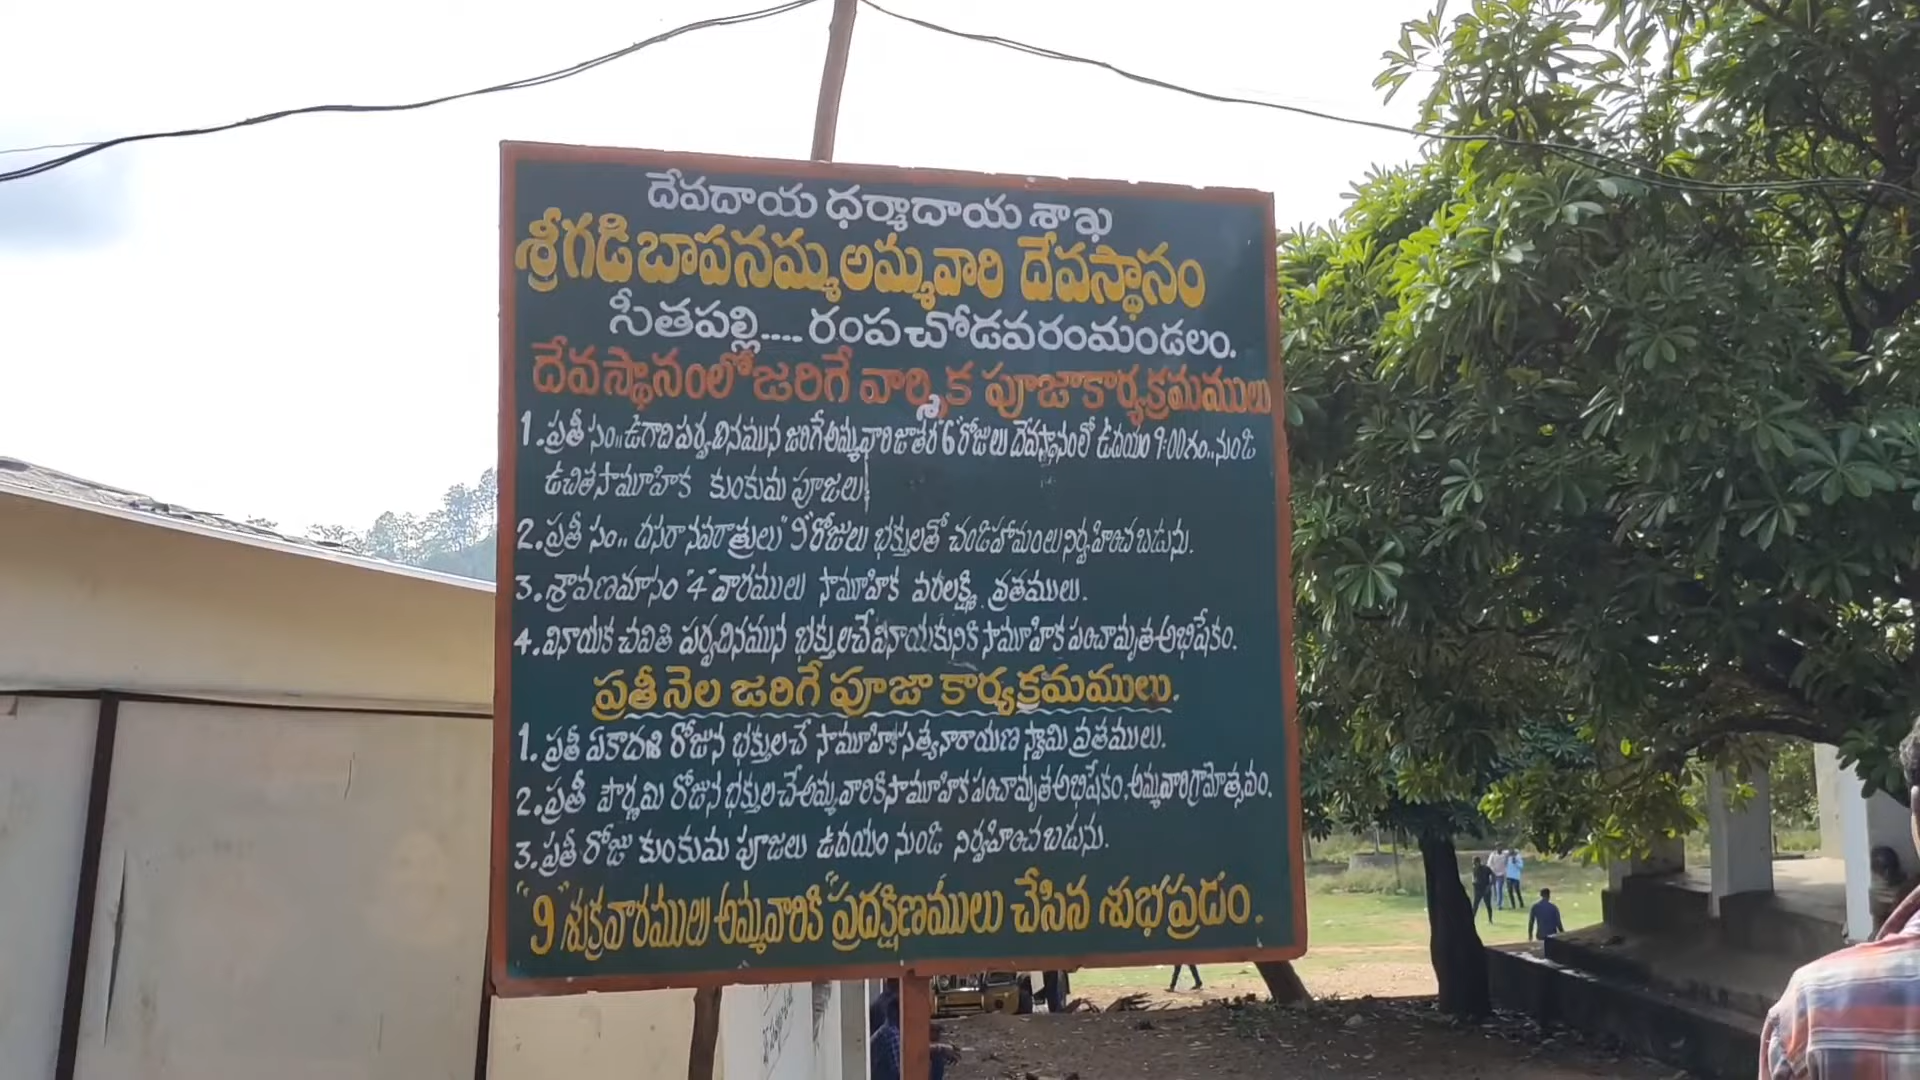 దేవదాయ ధర్మాదాయ శాఖ
శ్రీ గడి బాపనమ్మ అమ్మవారి దేవస్థానం
సీతపల్లి.... రంపచోడవరం మండలం.
దేవస్థానంలో జరిగే వార్షిక పూజా కార్యక్రమములు
1. ప్రతీ సం.. ఉగాది పర్వదినమున జరిగే అమ్మవారి జాతర "6" రోజులు దేవస్థానంలో ఉదయం 9:00గం.. నుండి
ఉచిత సామూహిక కుంకుమ పూజలు
2. ప్రతీ సం.. దసరా నవరాత్రులు "9" రోజులు భక్తులతో చండి హోమంలు నిర్వహించబడును.
3. శ్రావణమాసం "4" వారములు సామూహిక వరలక్ష్మి వ్రతములు.
4. వినాయక చవితి పర్వదినమున భక్తులచే వినాయకునికి సామూహిక పంచామృత అభిషేకం.
ప్రతీ నెల జరిగే పూజా కార్యక్రమములు.
1. ప్రతీ ఏకాదశి రోజున భక్తులచే సామూహిక సత్యనారాయణ స్వామి వ్రతములు.
2. ప్రతీ పౌర్ణమి రోజున భక్తులచే అమ్మవారికి సామూహిక పంచామృత అభిషేకం, అమ్మవారి గ్రామోత్సవం.
3. ప్రతీ రోజు కుంకుమ పూజలు ఉదయం నుండి నిర్వహించబడును.
"9" శుక్రవారములు అమ్మవారికి "ప్రదక్షిణములు చేసిన శుభప్రదం.